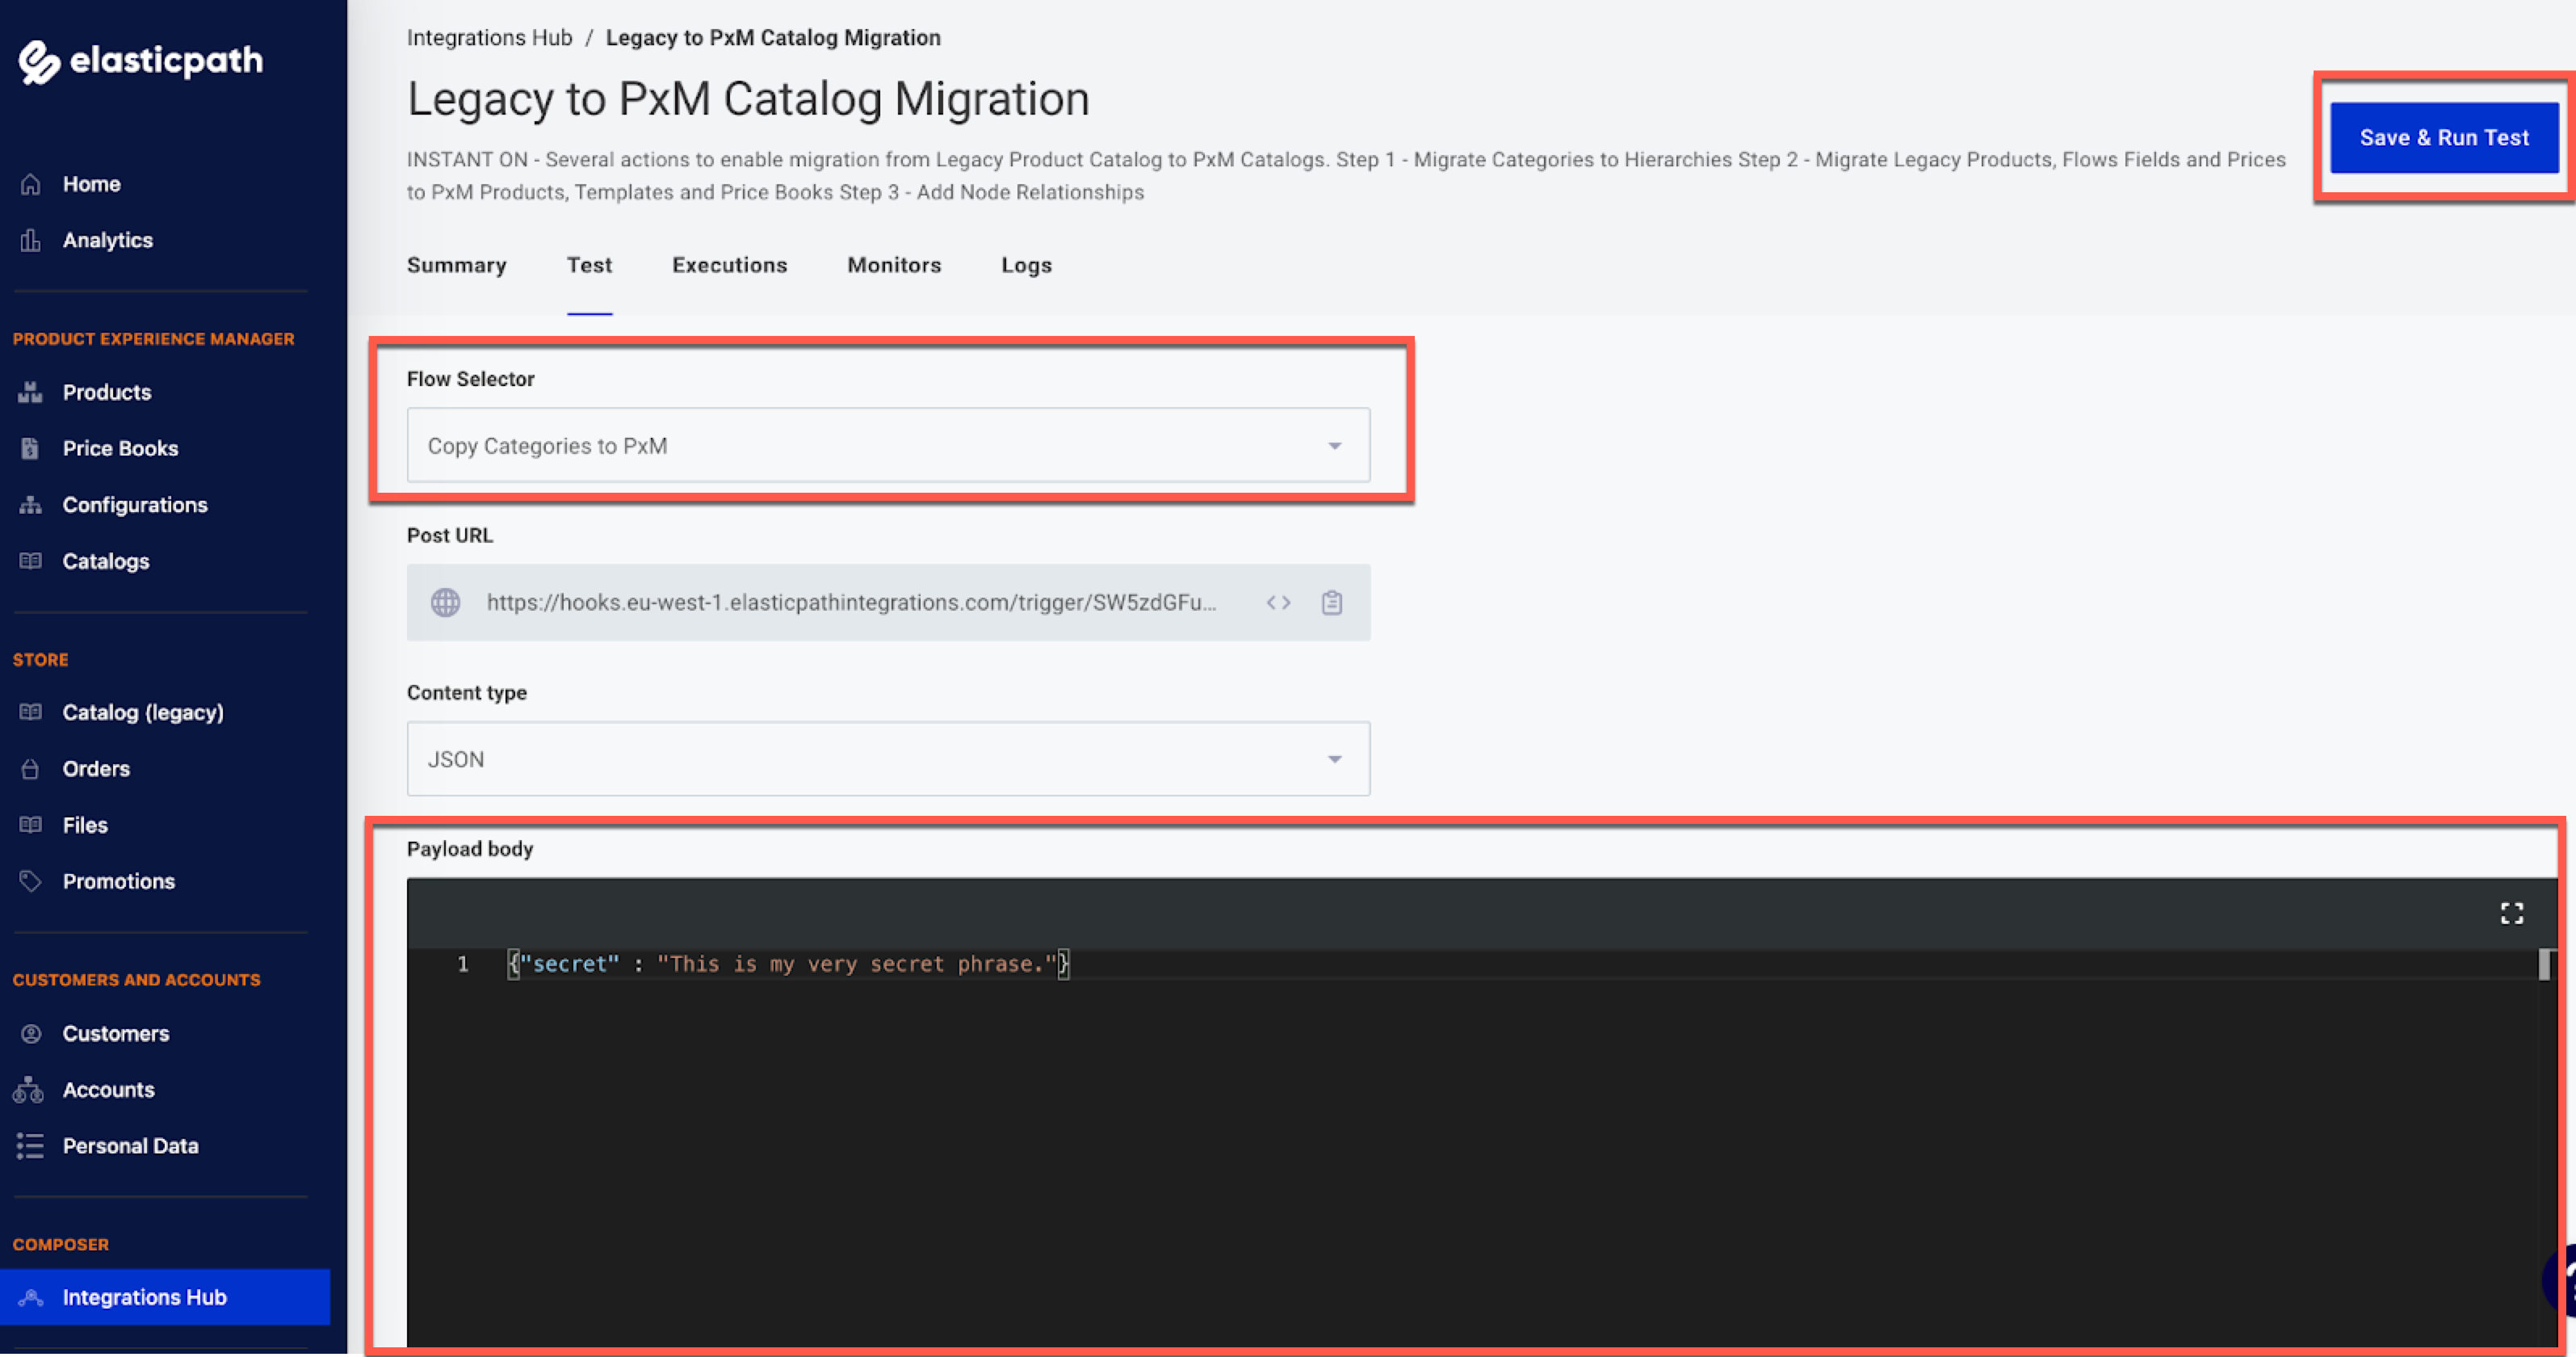 elasticpath
Home
Analytics
PRODUCT EXPERIENCE MANAGER
Products
Price Books
Configurations
Catalogs
STORE
Catalog (legacy)
Orders
Files
Promotions
CUSTOMERS AND ACCOUNTS
Customers
Accounts
Personal Data
COMPOSER
Integrations Hub
Integrations Hub / Legacy to PxM Catalog Migration
Legacy to PxM Catalog Migration
INSTANT ON - Several actions to enable migration from Legacy Product Catalog to PxM Catalogs. Step 1 - Migrate Categories to Hierarchies Step 2 - Migrate Legacy Products, Flows Fields and Prices
to PxM Products, Templates and Price Books Step 3 - Add Node Relationships
Save & Run Test
Summary Test Executions Monitors Logs
Flow Selector
Copy Categories to PxM
Post URL
https://hooks.eu-west-1.elasticpathintegrations.com/trigger/SW5zdGFu...
Content type
JSON
Payload body
1 {"secret" : "This is my very secret phrase."}